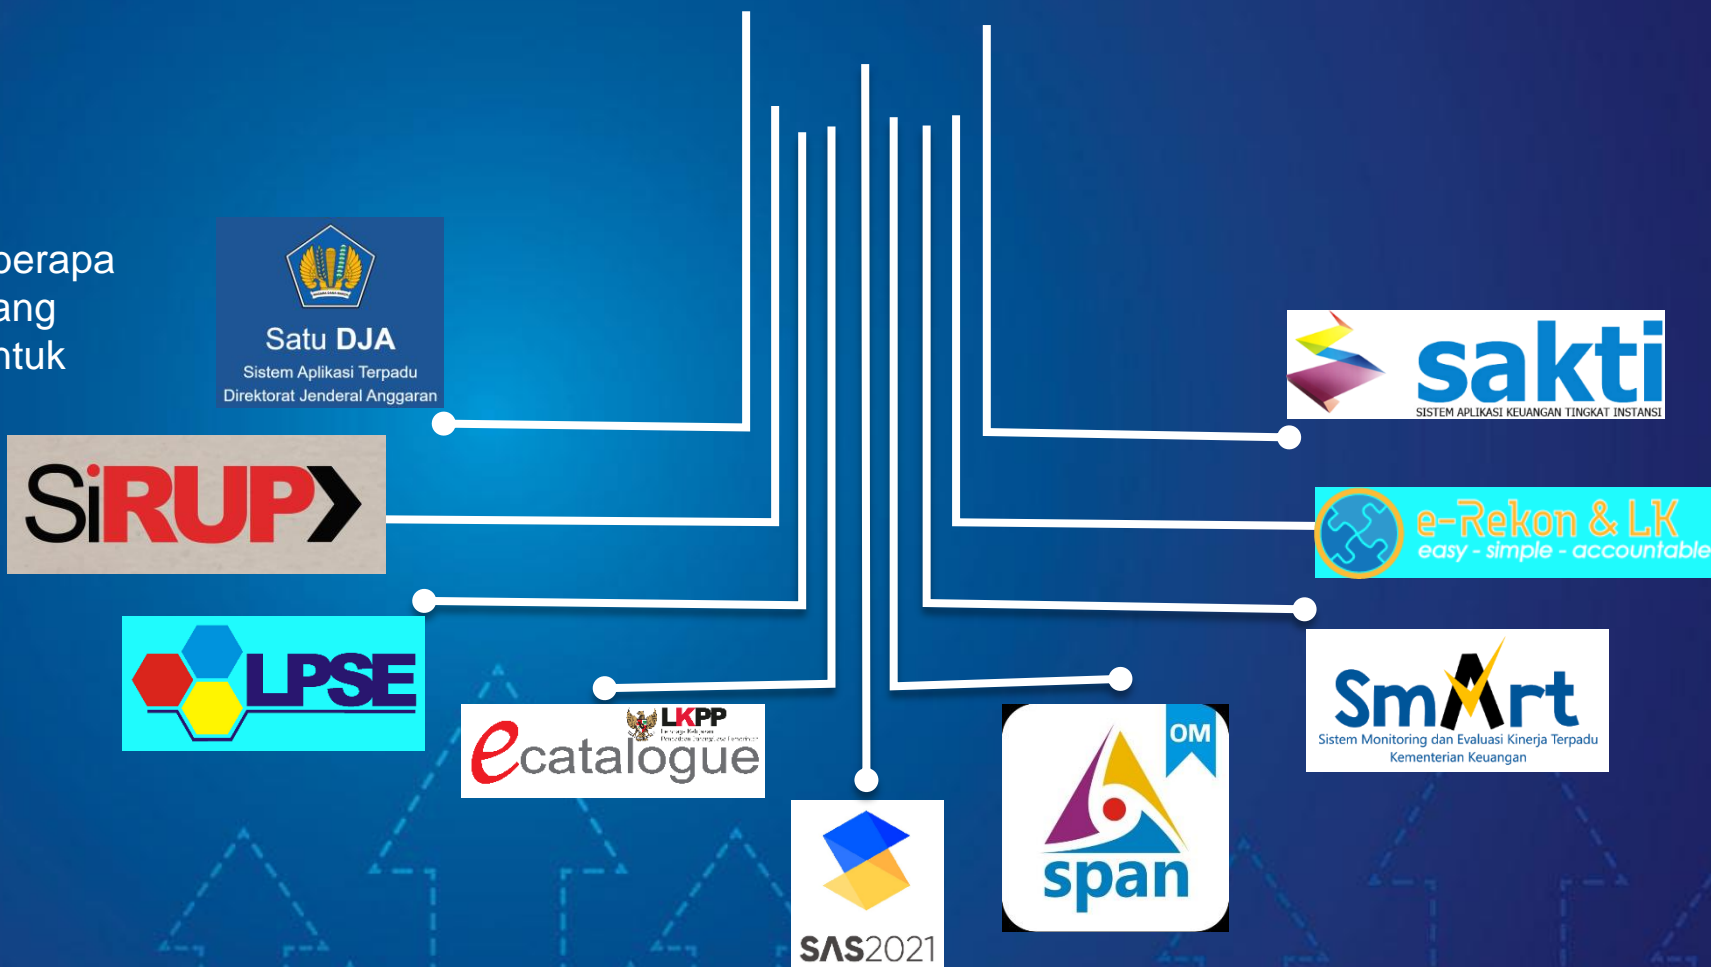 berapa
ang
ntuk
Satu DJA
Sistem Aplikasi Terpadu
Direktorat Jenderal Anggaran
SiRUP
LPSE
LKPP
ecatalogue
SAS2021
OM
span
sakti
SISTEM APLIKASI KEUANGAN TINGKAT INSTANSI
e-Rekon & LK
easy - simple - accountable
SmArt
Sistem Monitoring dan Evaluasi Kinerja Terpadu
Kementerian Keuangan